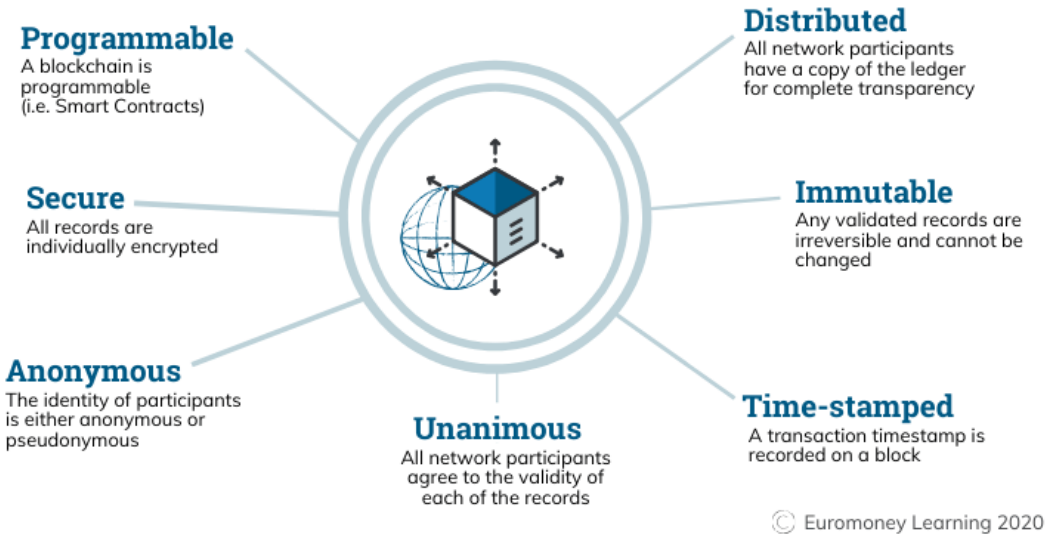 Programmable
A blockchain is
programmable
(i.e. Smart Contracts)
Distributed
All network participants
have a copy of the ledger
for complete transparency
Secure
All records are
individually encrypted
Immutable
Any validated records are
irreversible and cannot be
changed
Anonymous
The identity of participants
is either anonymous or
pseudonymous
Unanimous
All network participants
agree to the validity of
each of the records
Time-stamped
A transaction timestamp is
recorded on a block
© Euromoney Learning 2020